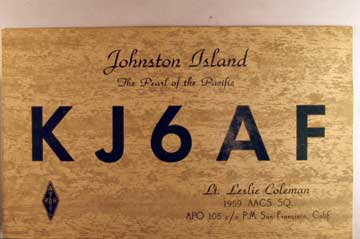 Johnston Island
The Pearl of the Pacific
KJ6AF
Lt. Leslie Coleman
1959 AACS SQ.
APO 105 c/o P.M. San Francisco, Calif.